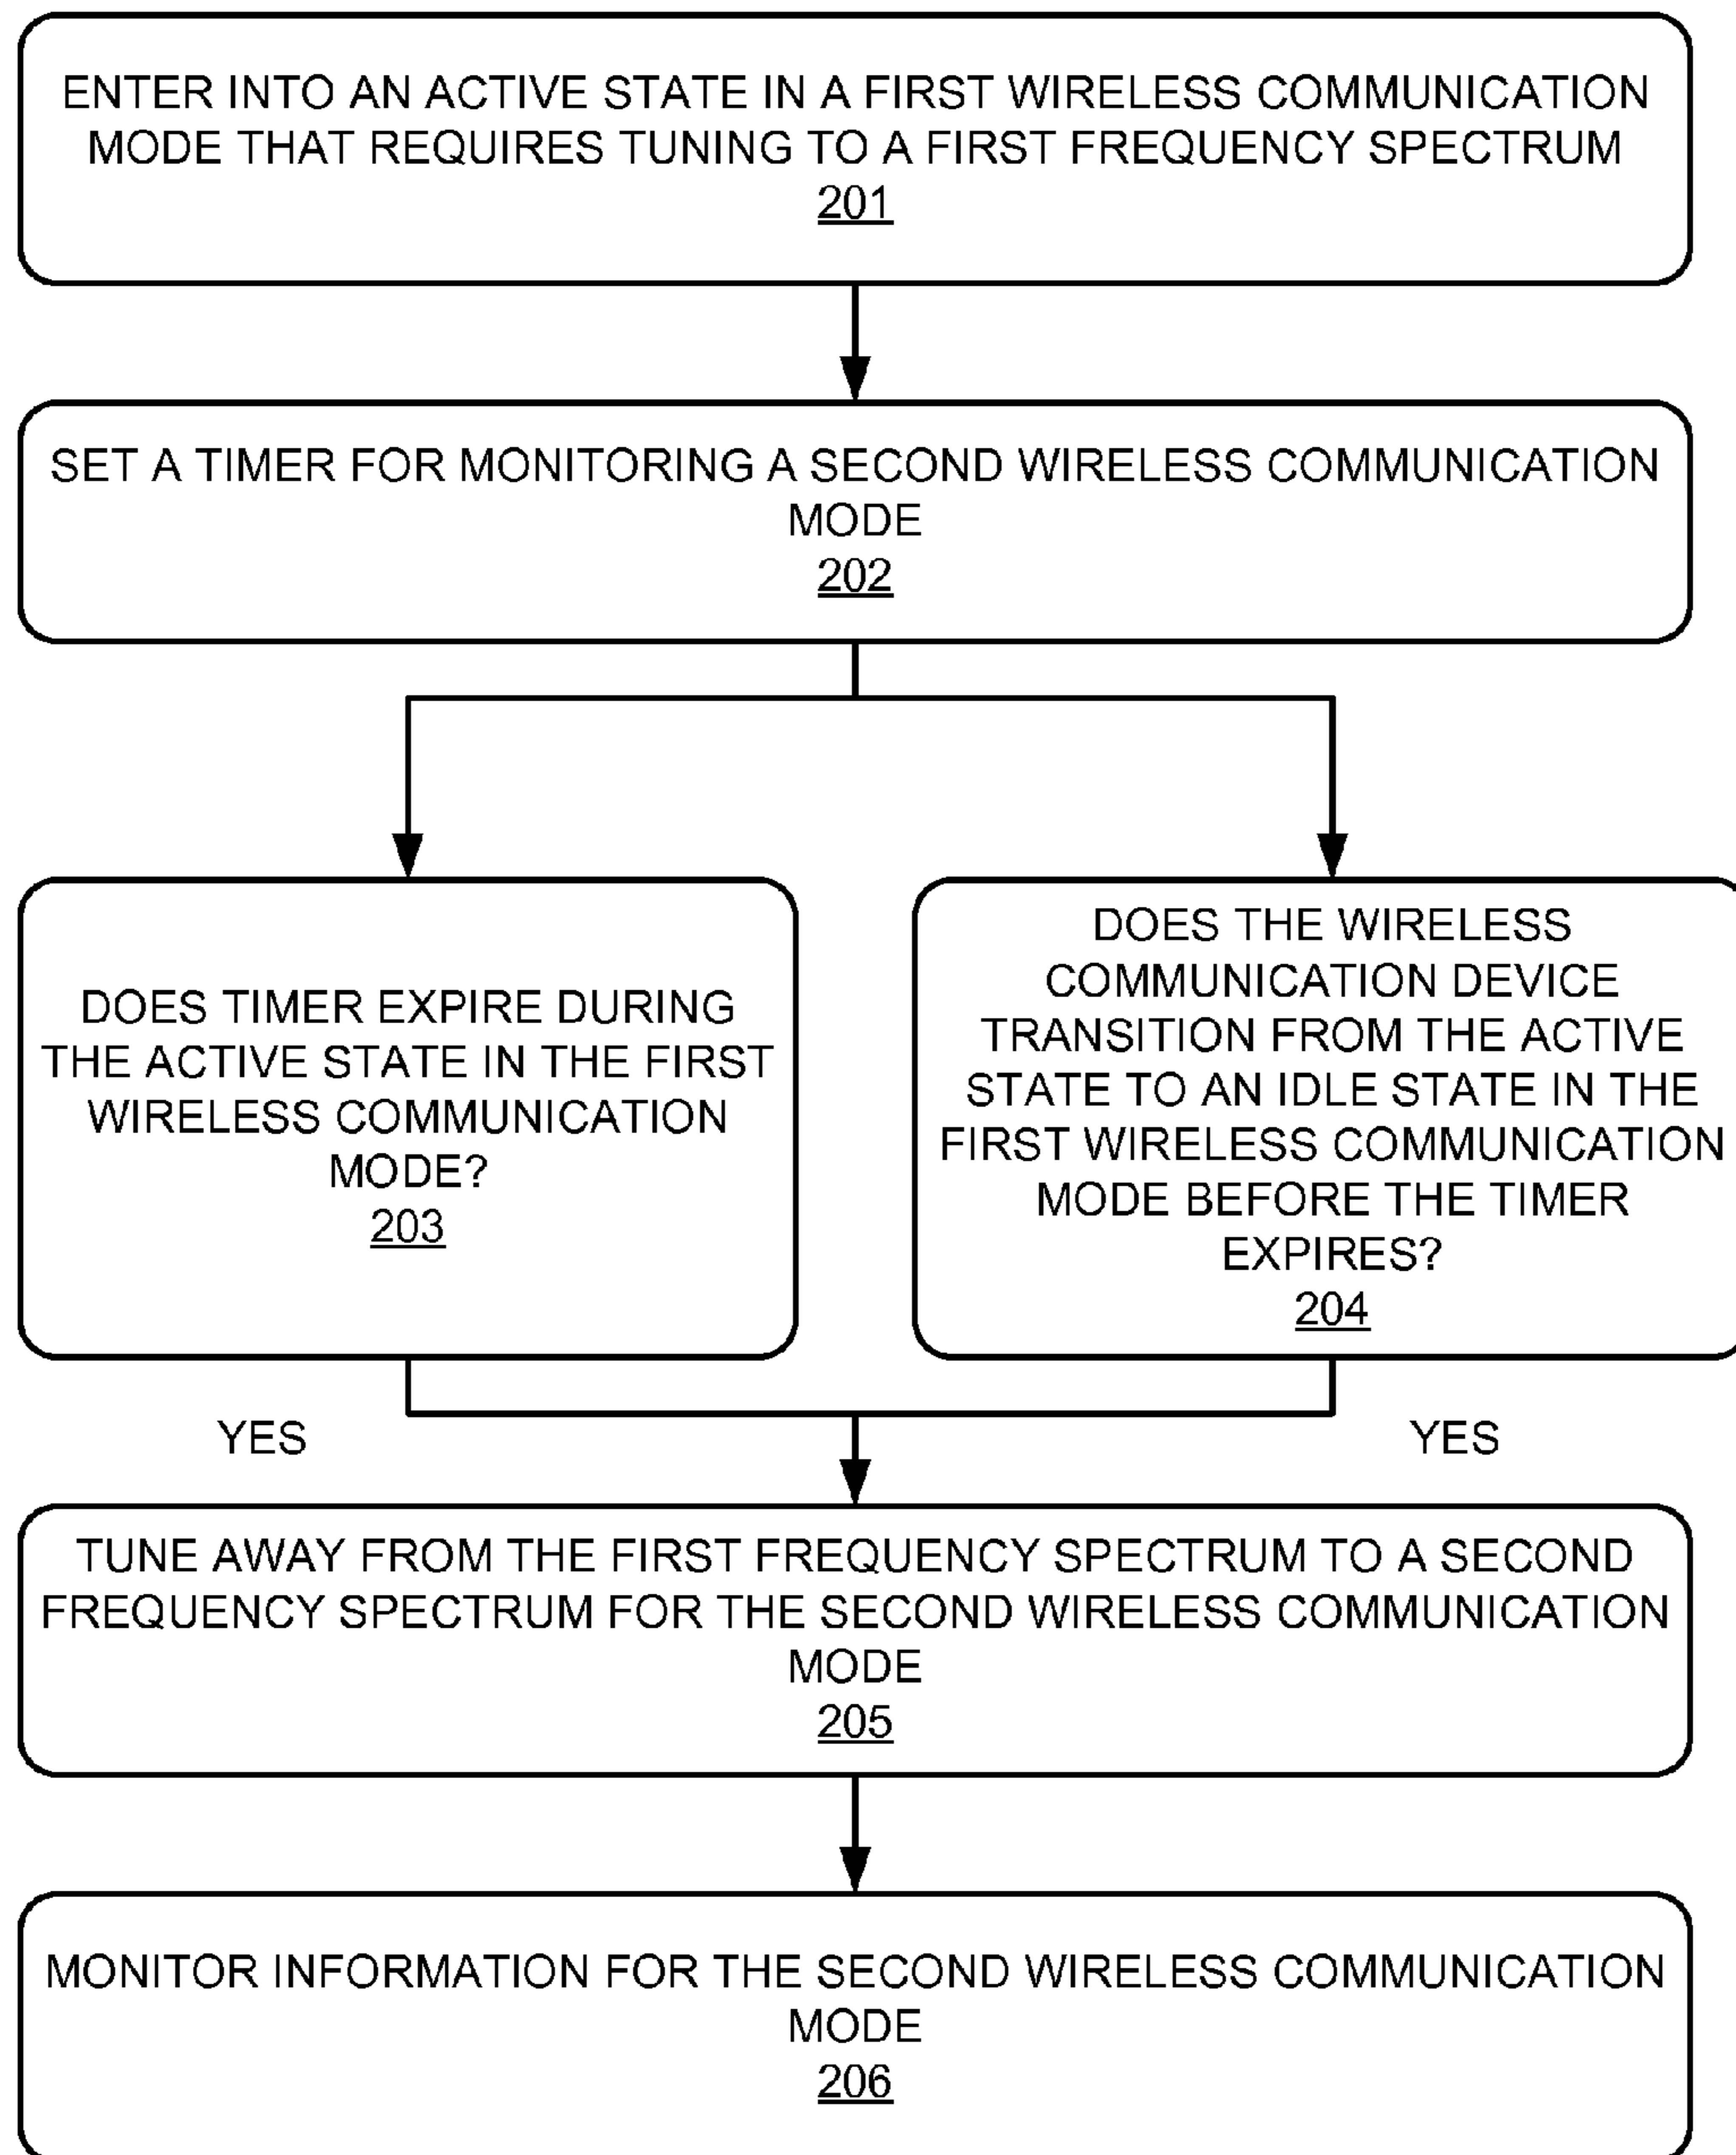 ENTER INTO AN ACTIVE STATE IN A FIRST WIRELESS COMMUNICATION
MODE THAT REQUIRES TUNING TO A FIRST FREQUENCY SPECTRUM
201
SET A TIMER FOR MONITORING A SECOND WIRELESS COMMUNICATION
MODE
202
DOES TIMER EXPIRE DURING
THE ACTIVE STATE IN THE FIRST
WIRELESS COMMUNICATION
MODE?
203
DOES THE WIRELESS
COMMUNICATION DEVICE
TRANSITION FROM THE ACTIVE
STATE TO AN IDLE STATE IN THE
FIRST WIRELESS COMMUNICATION
MODE BEFORE THE TIMER
EXPIRES?
204
YES
YES
TUNE AWAY FROM THE FIRST FREQUENCY SPECTRUM TO A SECOND
FREQUENCY SPECTRUM FOR THE SECOND WIRELESS COMMUNICATION
MODE
205
MONITOR INFORMATION FOR THE SECOND WIRELESS COMMUNICATION
MODE
206